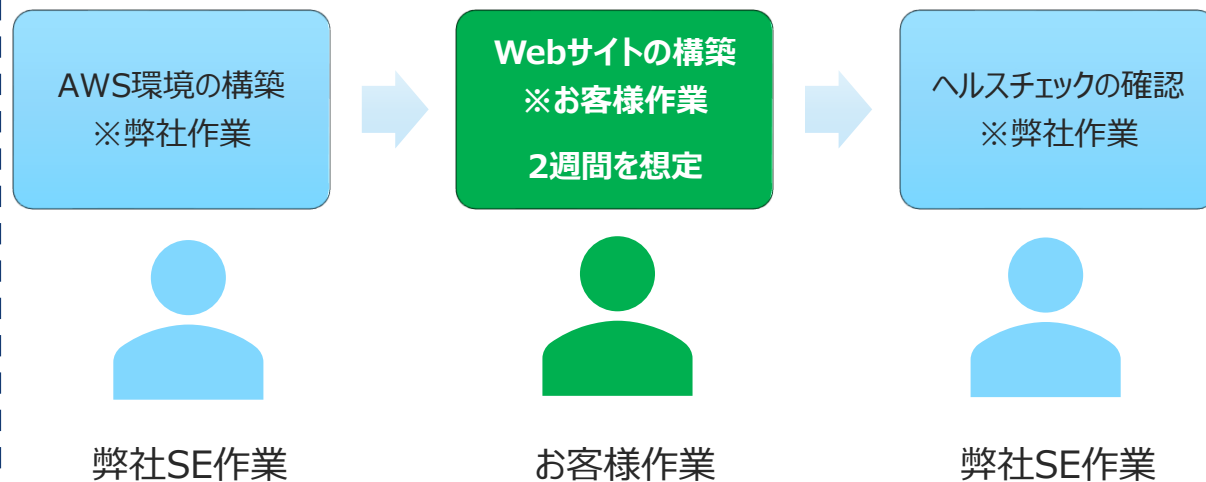 AWS環境の構築
※弊社作業
Webサイトの構築
※お客様作業
2週間を想定
ヘルスチェックの確認
※弊社作業
弊社SE作業
お客様作業
弊社SE作業